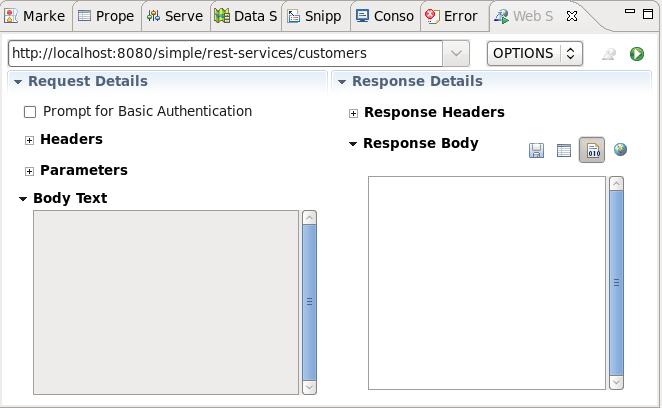 Marke Prope Serve Data S Snipp Conso Error Web S
http://localhost:8080/simple/rest-services/customers OPTIONS
Request Details Response Details
Prompt for Basic Authentication
Response Headers
Headers
Response Body
010
Parameters
Body Text